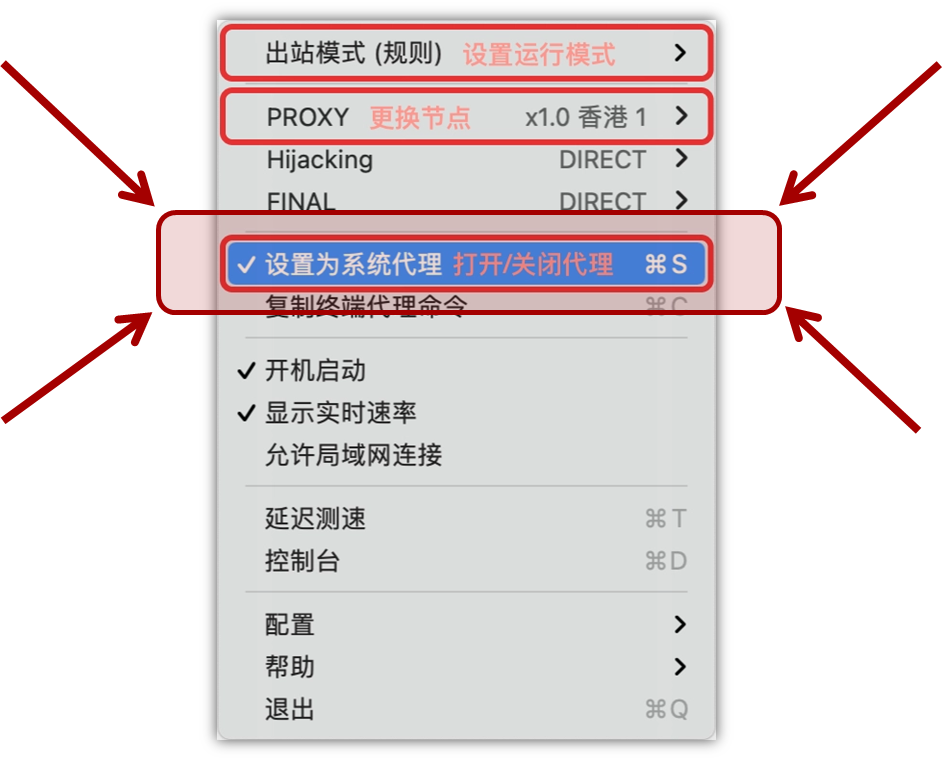 出站模式 (规则) 设置运行模式
PROXY 更换节点 x1.0 香港 1
Hijacking DIRECT
FINAL DIRECT
设置为系统代理 打开/关闭代理 ⌘S
复制终端代理命令 ⌘C
开机启动
显示实时速率
允许局域网连接
延迟测速 ⌘T
控制台 ⌘D
配置
帮助
退出 ⌘Q